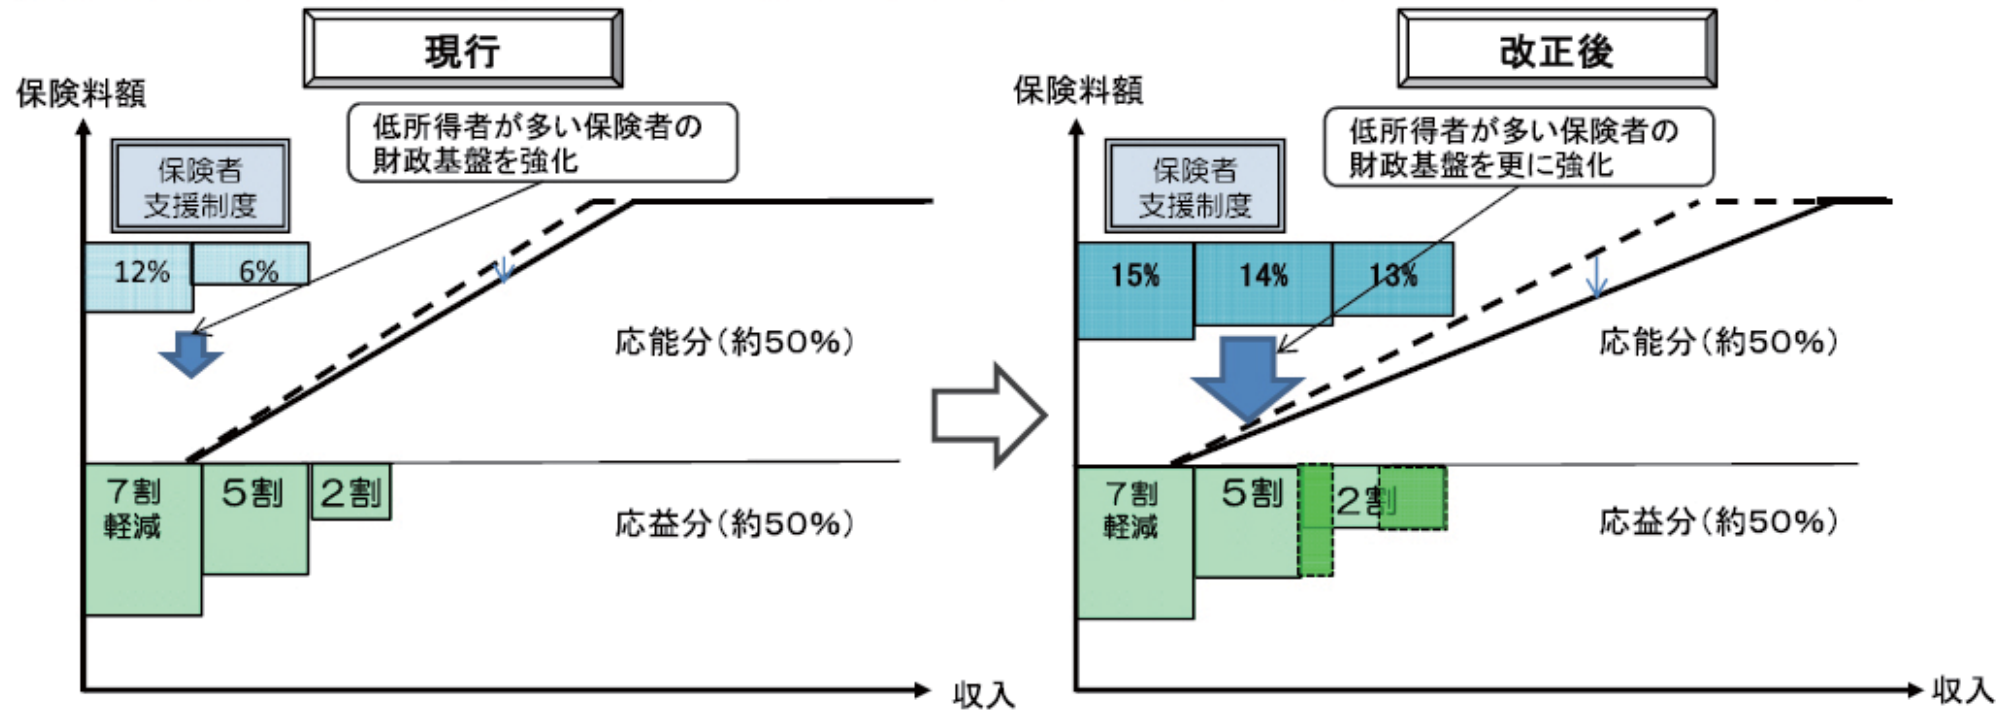 現行
保険料額
低所得者が多い保険者の
財政基盤を強化
保険者
支援制度
12%
6%
応能分(約50%)
7割
軽減
5割
2割
応益分(約50%)
収入
改正後
保険料額
低所得者が多い保険者の
財政基盤を更に強化
保険者
支援制度
15%
14%
13%
応能分(約50%)
7割
軽減
5割
2割
応益分(約50%)
収入